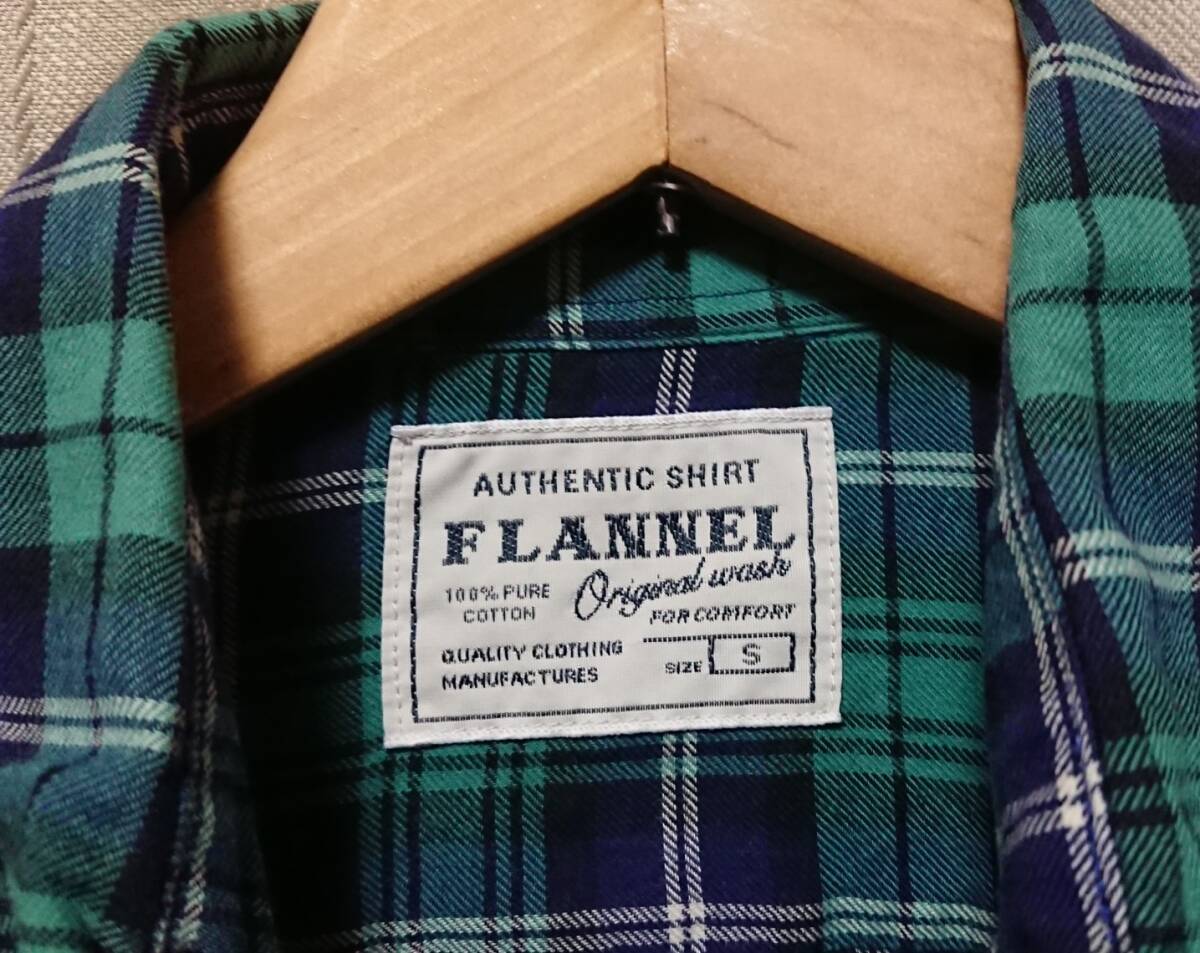 AUTHENTIC SHIRT
FLANNEL
100% PURE
COTTON
Original wash
FOR COMFORT
QUALITY CLOTHING
MANUFACTURES
SIZE S